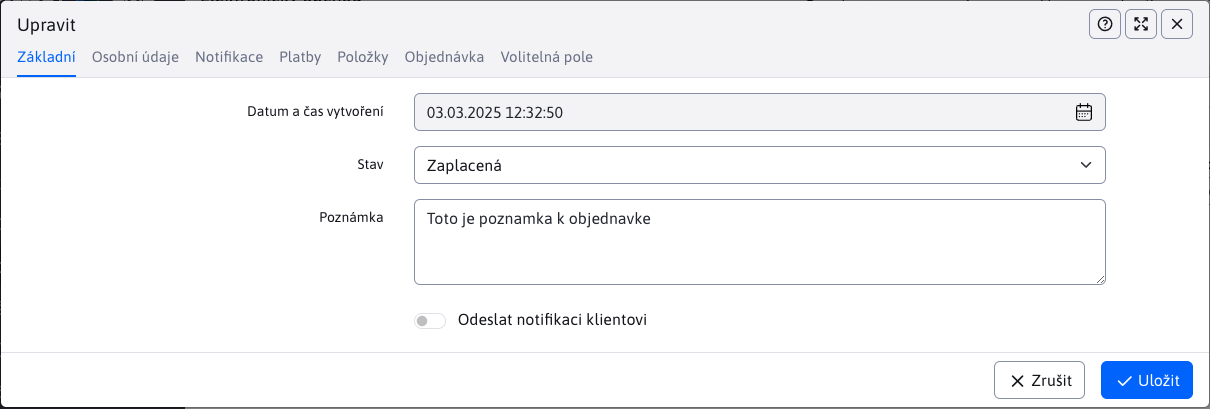 Upravit
Základní Osobní údaje Notifikace Platby Položky Objednávka Volitelná pole
Datum a čas vytvoření 03.03.2025 12:32:50
Stav Zaplacená
Poznámka Toto je poznamka k objednavke
Odeslat notifikaci klientovi
Zrušit Uložit